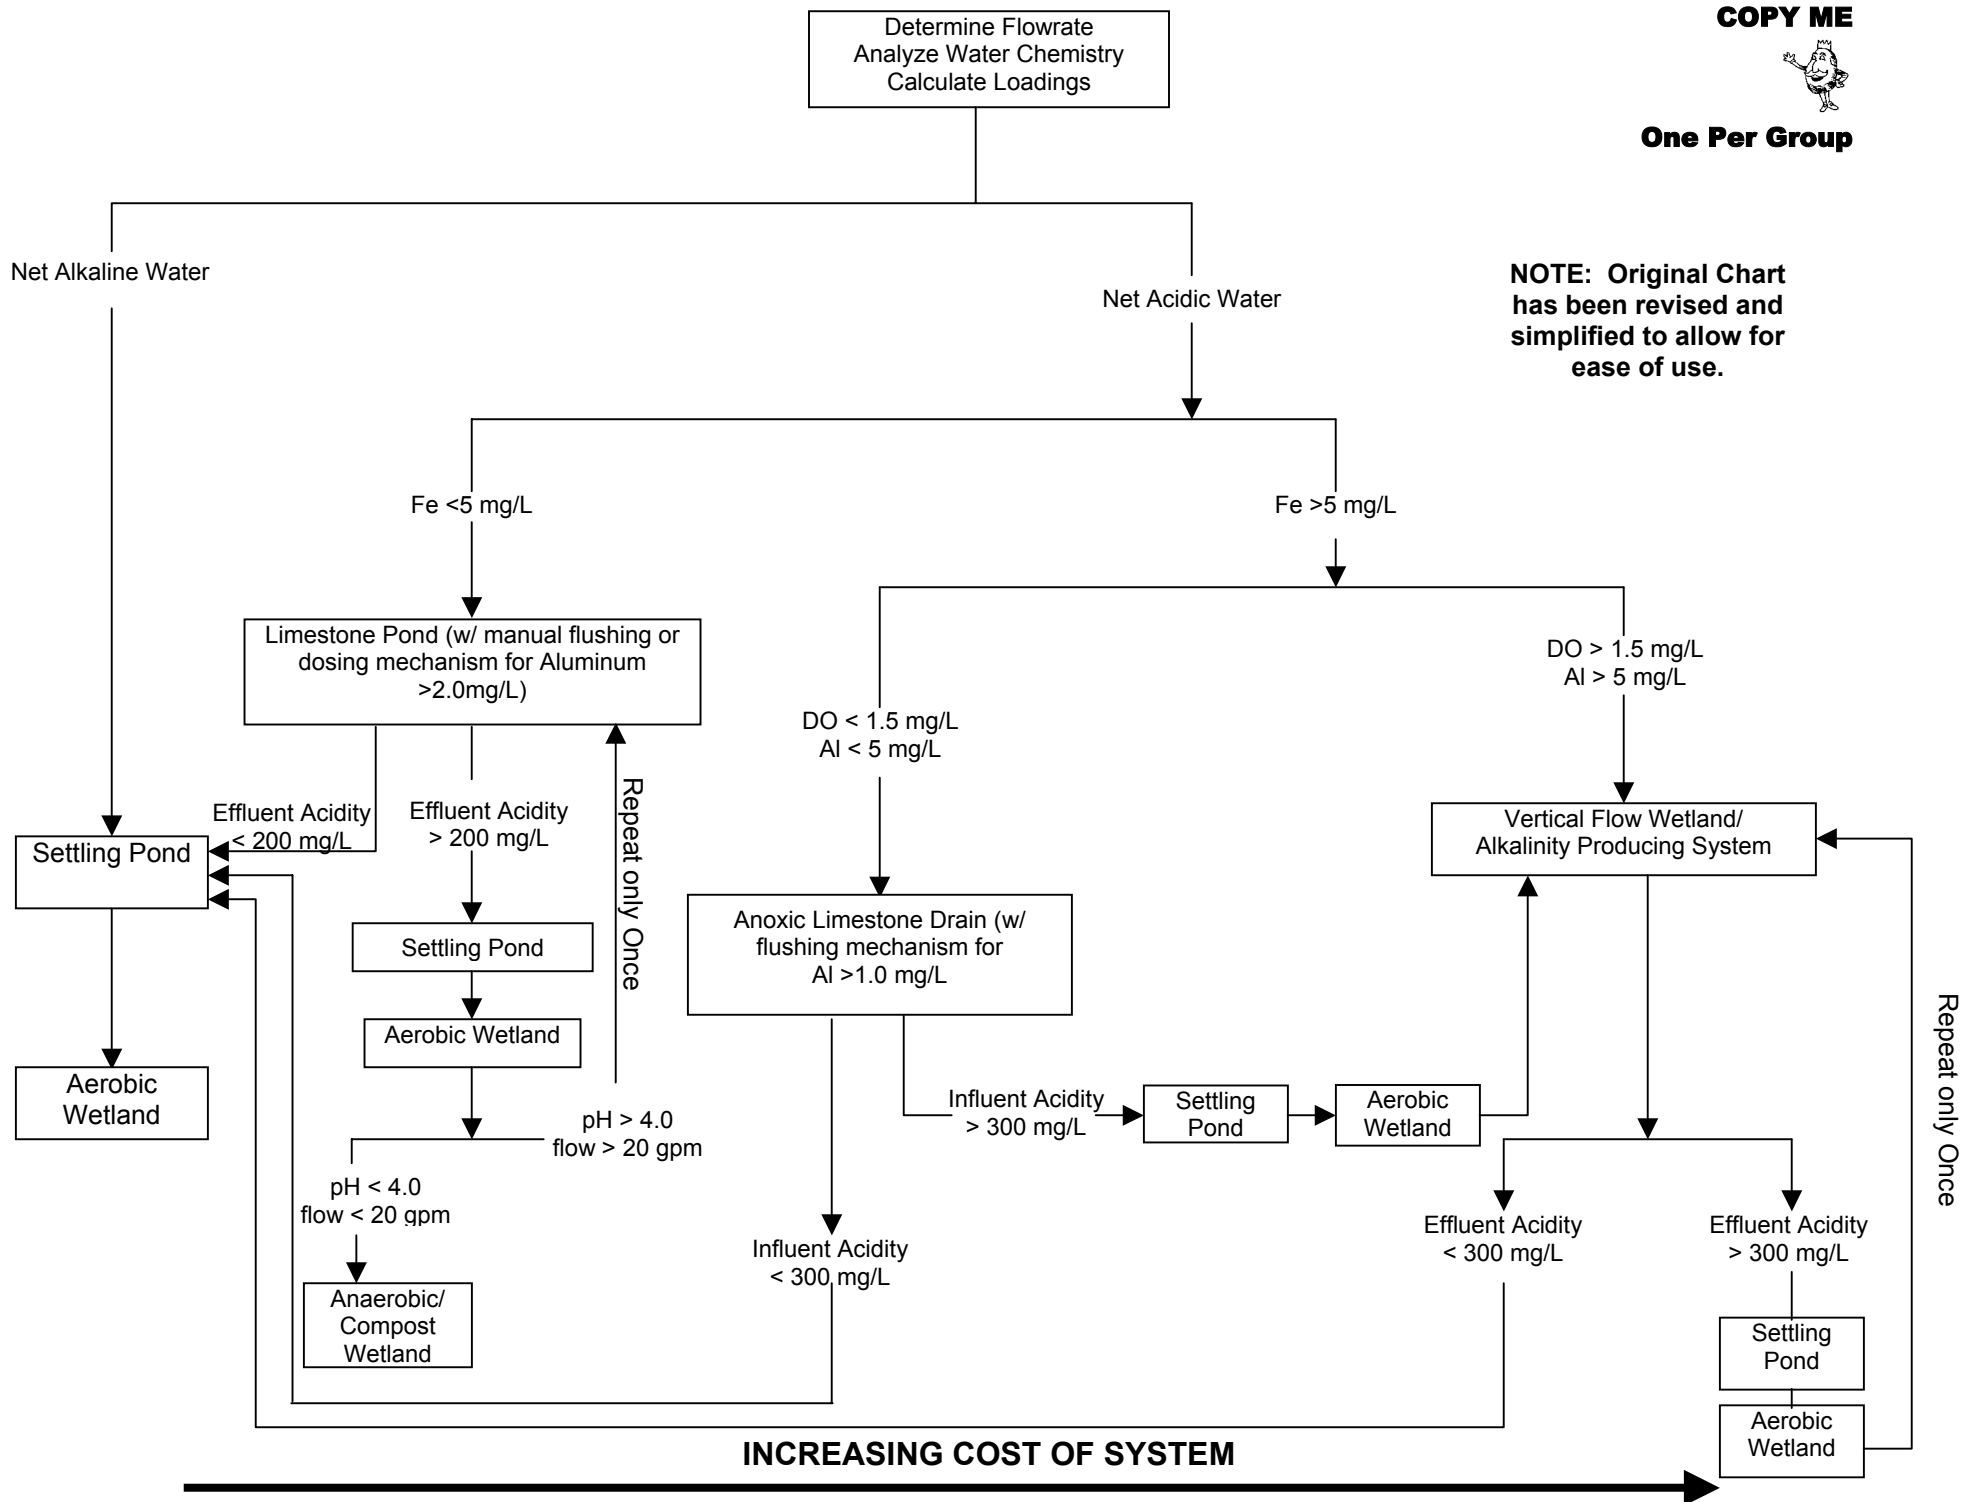 Determine Flowrate
Analyze Water Chemistry
Calculate Loadings
COPY ME
One Per Group
Net Alkaline Water
Net Acidic Water
NOTE:  Original Chart
has been revised and
simplified to allow for
ease of use.
Fe <5 mg/L
Fe >5 mg/L
Limestone Pond (w/ manual flushing or
dosing mechanism for Aluminum
>2.0mg/L)
DO > 1.5 mg/L
Al > 5 mg/L
DO < 1.5 mg/L
Al < 5 mg/L
Effluent Acidity
< 200 mg/L
Effluent Acidity
> 200 mg/L
Repeat only Once
Settling Pond
Vertical Flow Wetland/
Alkalinity Producing System
Settling Pond
Anoxic Limestone Drain (w/
flushing mechanism for
Al >1.0 mg/L
Aerobic Wetland
Aerobic
Wetland
pH > 4.0
flow > 20 gpm
Influent Acidity
> 300 mg/L
Settling
Pond
Aerobic
Wetland
Repeat only Once
pH < 4.0
flow < 20 gpm
Influent Acidity
< 300 mg/L
Effluent Acidity
< 300 mg/L
Effluent Acidity
> 300 mg/L
Anaerobic/
Compost
Wetland
Settling
Pond
Aerobic
Wetland
INCREASING COST OF SYSTEM